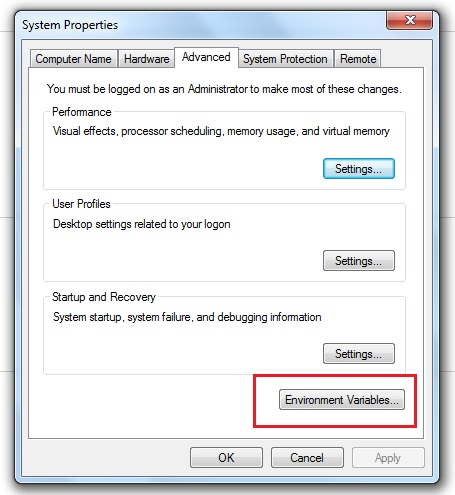 System Properties
Computer Name Hardware Advanced System Protection Remote
You must be logged on as an Administrator to make most of these changes.
Performance
Visual effects, processor scheduling, memory usage, and virtual memory
Settings...
User Profiles
Desktop settings related to your logon
Settings...
Startup and Recovery
System startup, system failure, and debugging information
Settings...
Environment Variables...
OK Cancel Apply